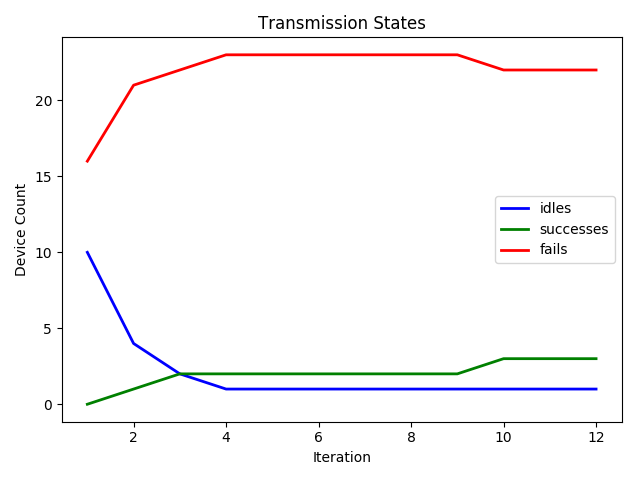 Transmission States
Device Count
20
15
10
5
0
idles
successes
fails
2 4 6 8 10 12
Iteration